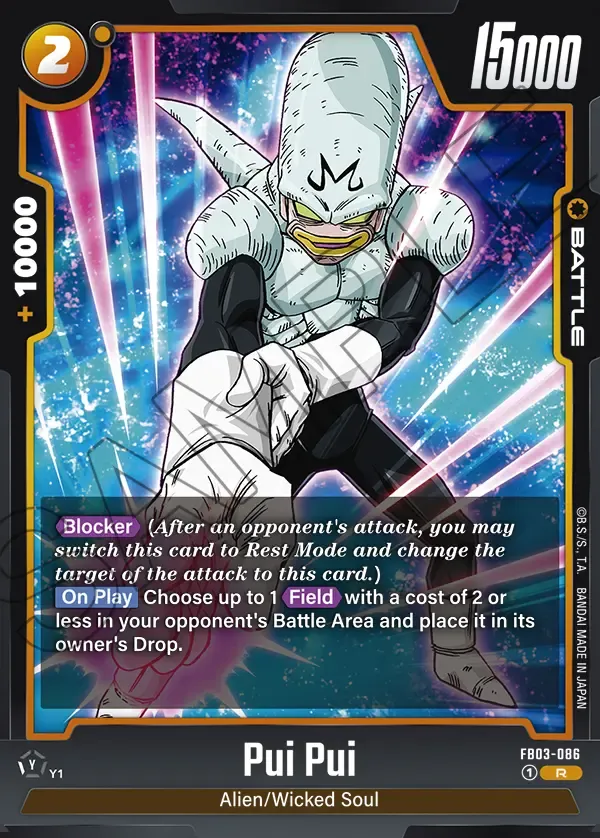 2
15000
+ 10000
BATTLE
SAMPLE
Blocker (After an opponent's attack, you may
switch this card to Rest Mode and change the
target of the attack to this card.)
On Play Choose up to 1 Field with a cost of 2 or
less in your opponent's Battle Area and place it in its
owner's Drop.
©B.S./S., T.A. BANDAI MADE IN JAPAN
Pui Pui
FB03-086
Y Y1
1 R
Alien/Wicked Soul